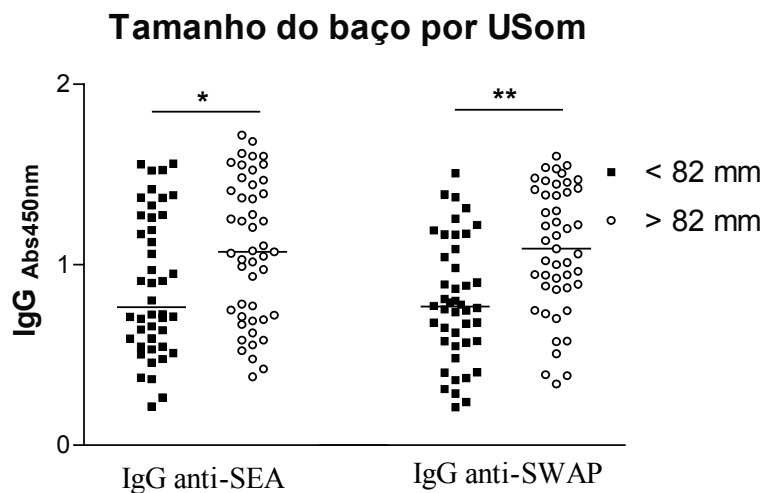 Tamanho do baço por USom
2
*
**
< 82 mm
> 82 mm
1
IgG Abs450nm
0
IgG anti-SEA
IgG anti-SWAP